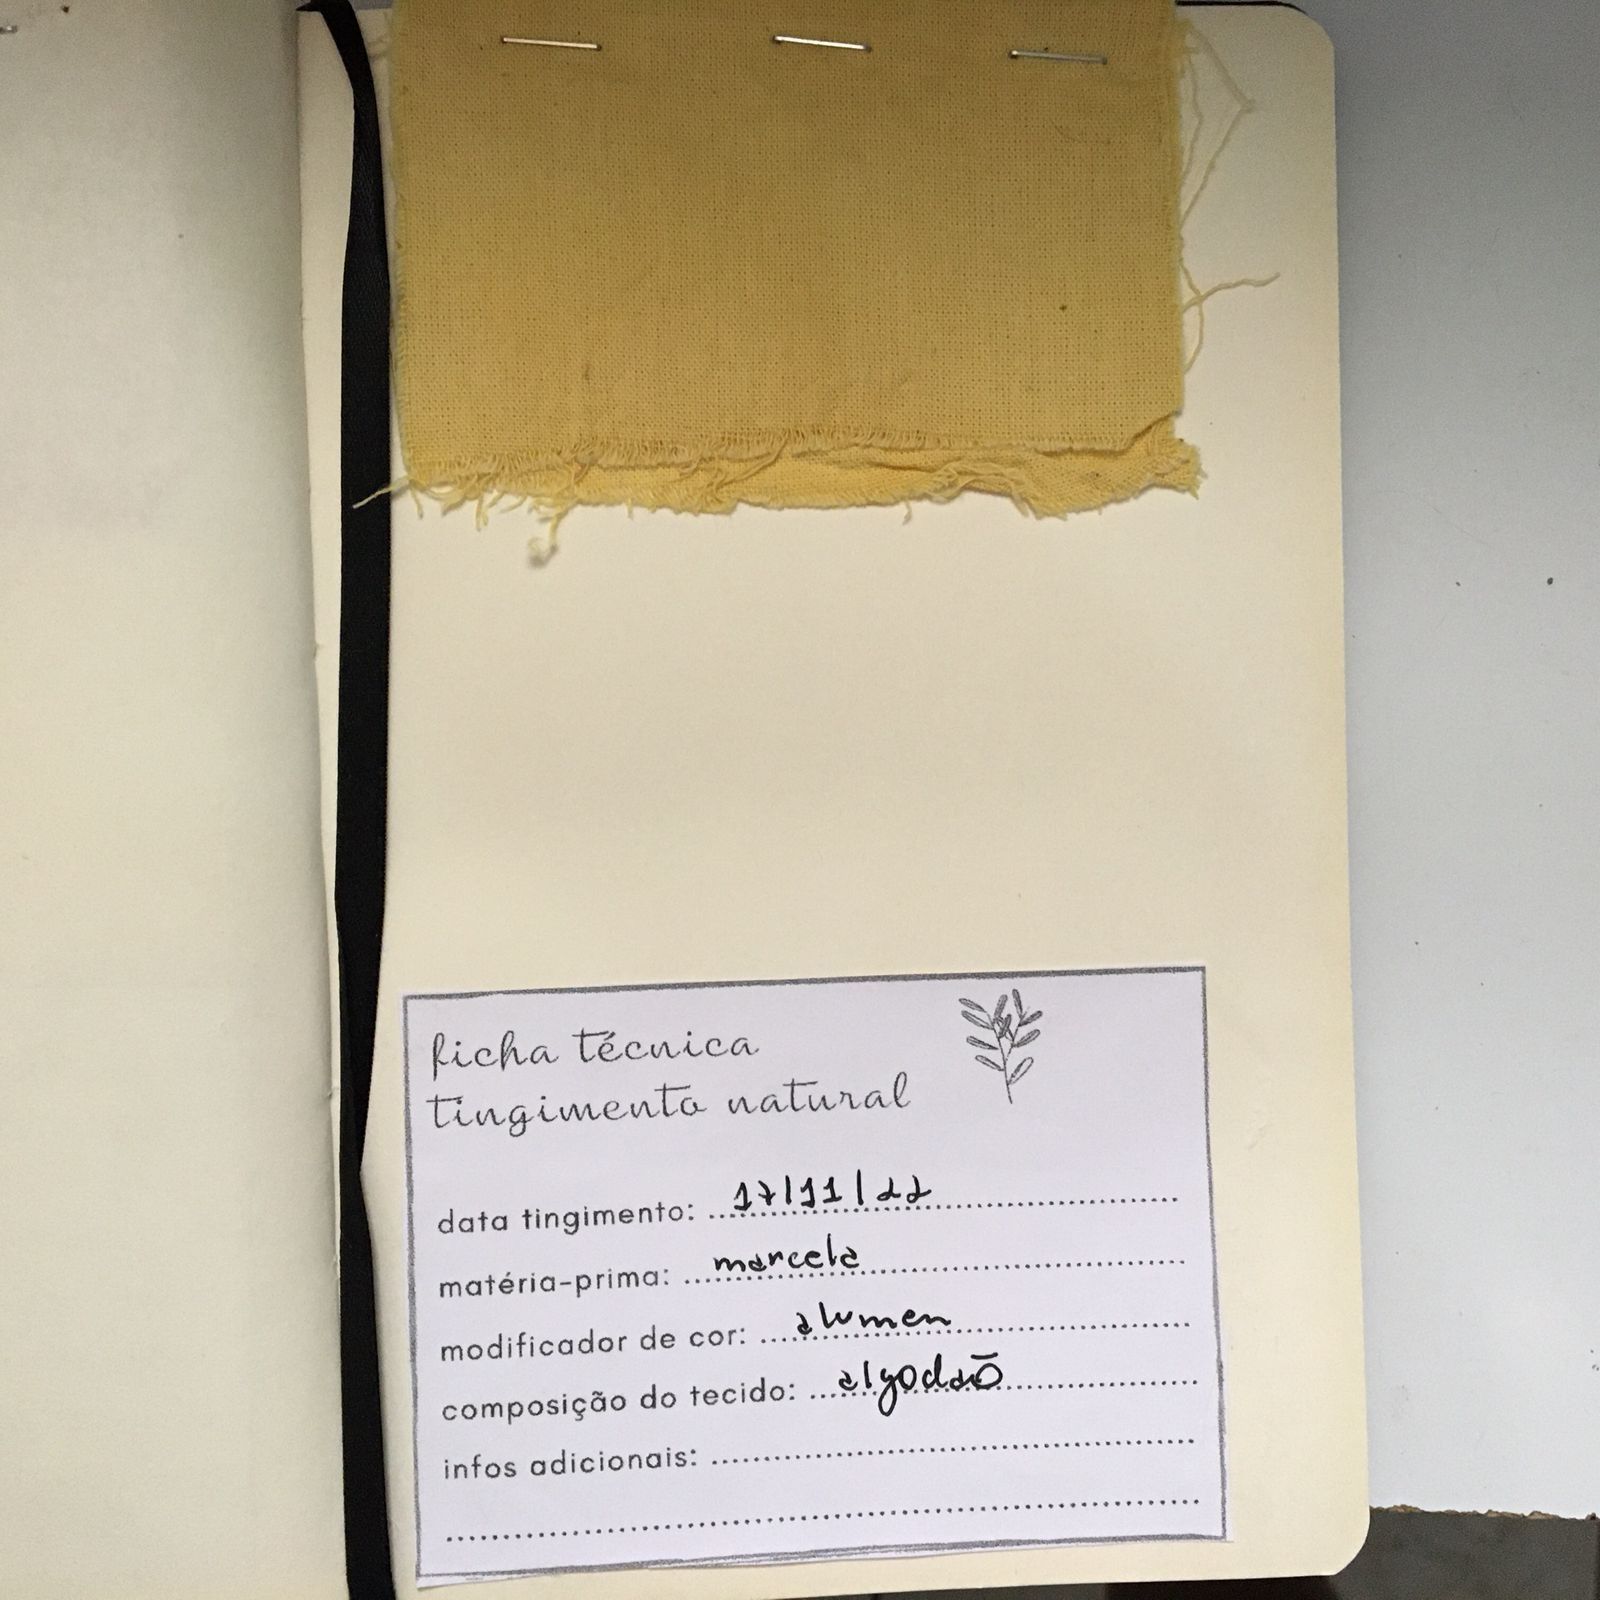 ficha técnica
tingimento natural
data tingimento: 17/11/22
matéria-prima: marcela
modificador de cor: alumen
composição do tecido: algodão
infos adicionais: